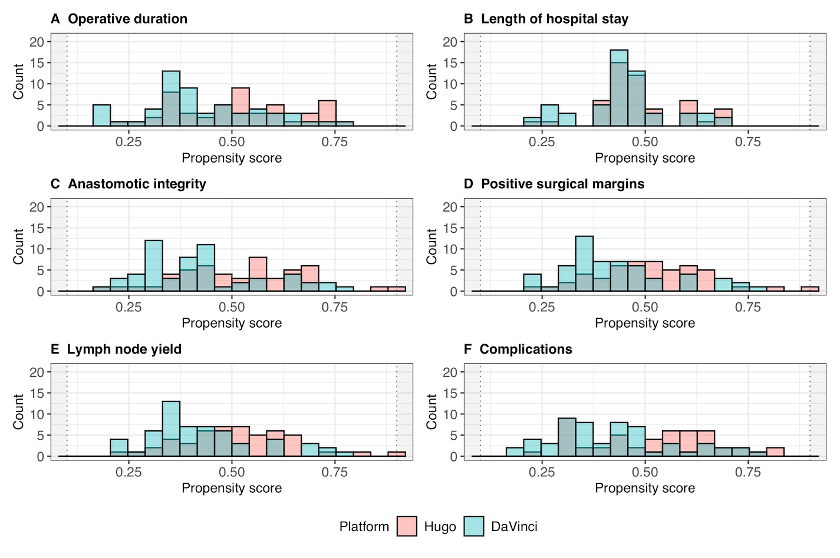 A Operative duration
B Length of hospital stay
20
15
10
5
0
Count
0.25 0.50 0.75
Propensity score
20
15
10
5
0
Count
0.25 0.50 0.75
Propensity score
C Anastomotic integrity
D Positive surgical margins
20
15
10
5
0
Count
0.25 0.50 0.75
Propensity score
20
15
10
5
0
Count
0.25 0.50 0.75
Propensity score
E Lymph node yield
F Complications
20
15
10
5
0
Count
0.25 0.50 0.75
Propensity score
20
15
10
5
0
Count
0.25 0.50 0.75
Propensity score
Platform Hugo DaVinci